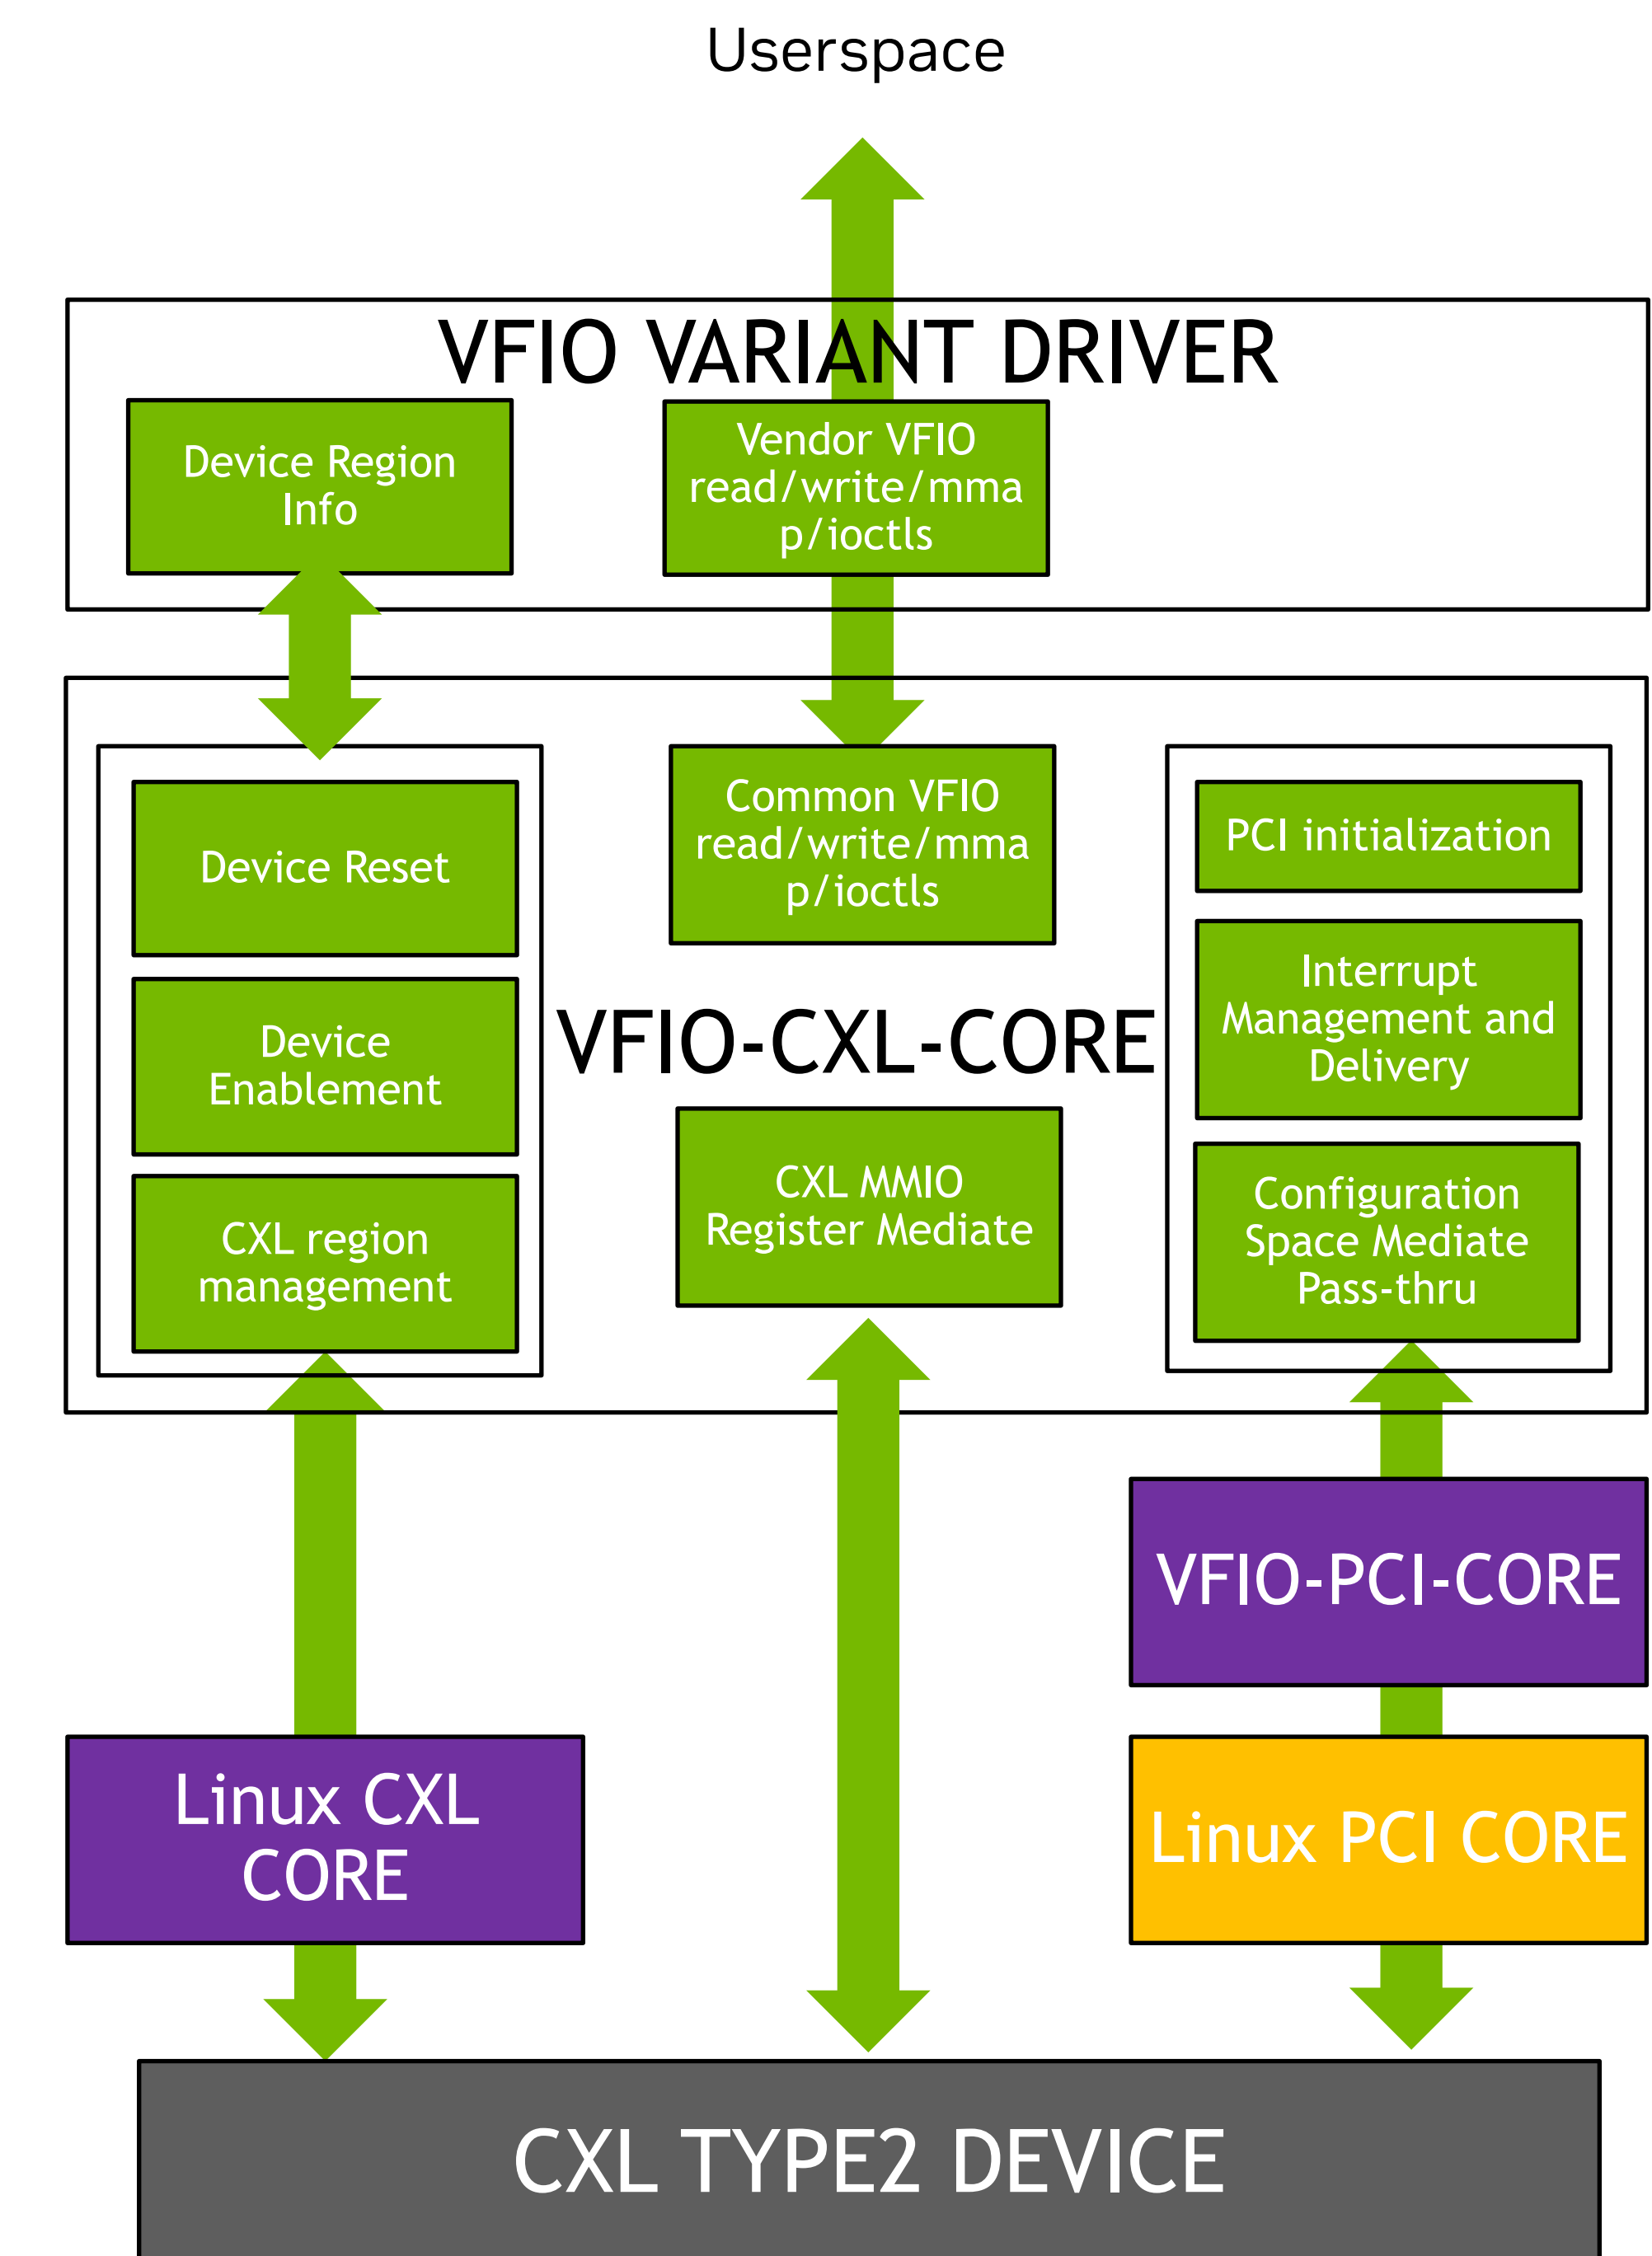 Userspace
VFIO VARIANT DRIVER
Device Region
Info
Vendor VFIO
read/write/mma
p/ioctls
Device Reset
Device
Enablement
CXL region
management
Common VFIO
read/write/mma
p/ioctls
VFIO-CXL-CORE
CXL MMIO
Register Mediate
PCI initialization
Interrupt
Management and
Delivery
Configuration
Space Mediate
Pass-thru
VFIO-PCI-CORE
Linux CXL
CORE
Linux PCI CORE
CXL TYPE2 DEVICE